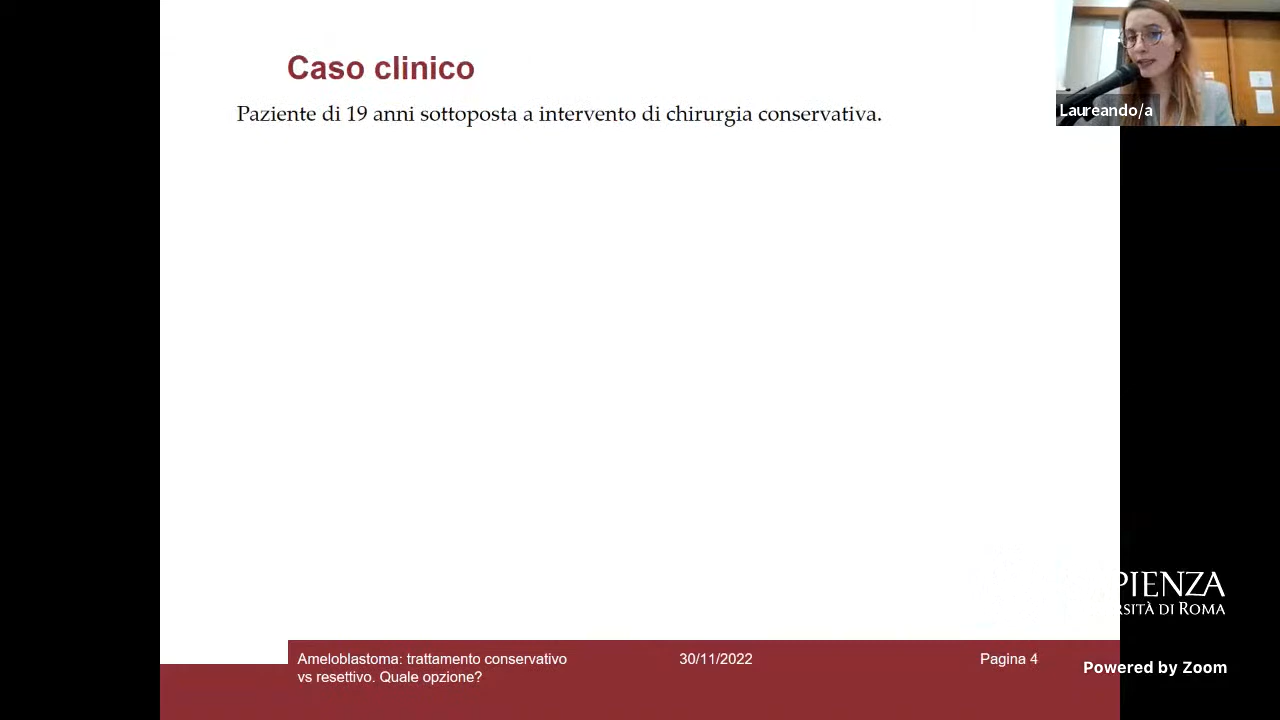 Caso clinico
Paziente di 19 anni sottoposta a intervento di chirurgia conservativa.
Laureando/a
PIENZA
RSITÀ DI ROMA
Ameloblastoma: trattamento conservativo
vs resettivo. Quale opzione?
30/11/2022
Pagina 4
Powered by Zoom